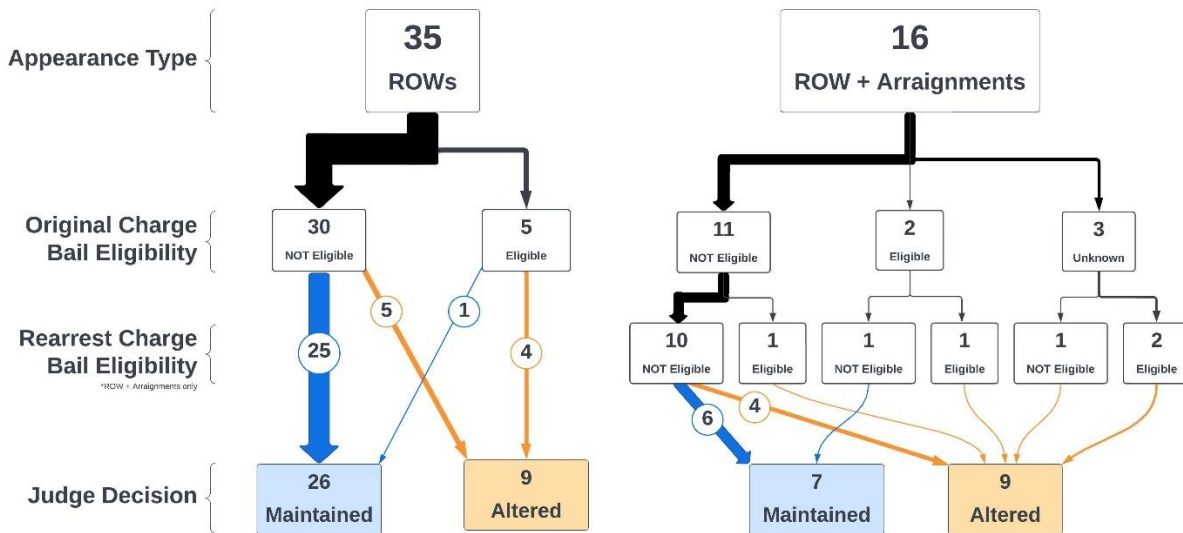 Appearance Type
35
ROWs
16
ROW + Arraignments
Original Charge
Bail Eligibility
30
NOT Eligible
5
Eligible
11
NOT Eligible
2
Eligible
3
Unknown
5
1
25
4
Rearrest Charge
Bail Eligibility
*ROW + Arraignments only
10
NOT Eligible
1
Eligible
1
NOT Eligible
1
Eligible
1
NOT Eligible
2
Eligible
6
4
Judge Decision
26
Maintained
9
Altered
7
Maintained
9
Altered